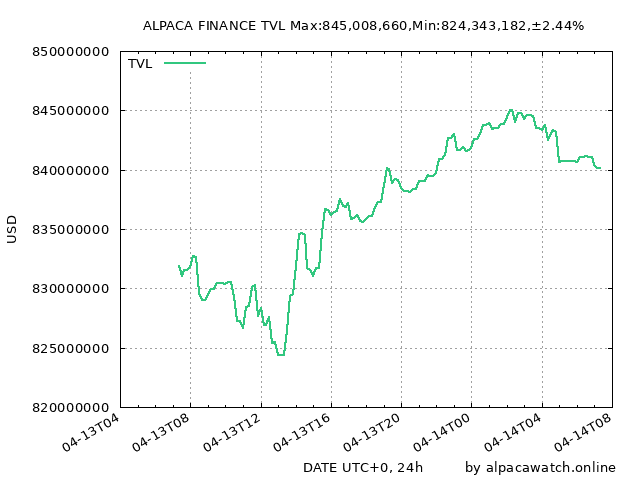 ALPACA FINANCE TVL Max:845,008,660,Min:824,343,182,±2.44%
850000000
TVL
845000000
840000000
835000000
USD
830000000
825000000
820000000
04-13T04 04-13T08 04-13T12 04-13T16 04-13T20 04-14T00 04-14T04 04-14T08
DATE UTC+0, 24h by alpacawatch.online